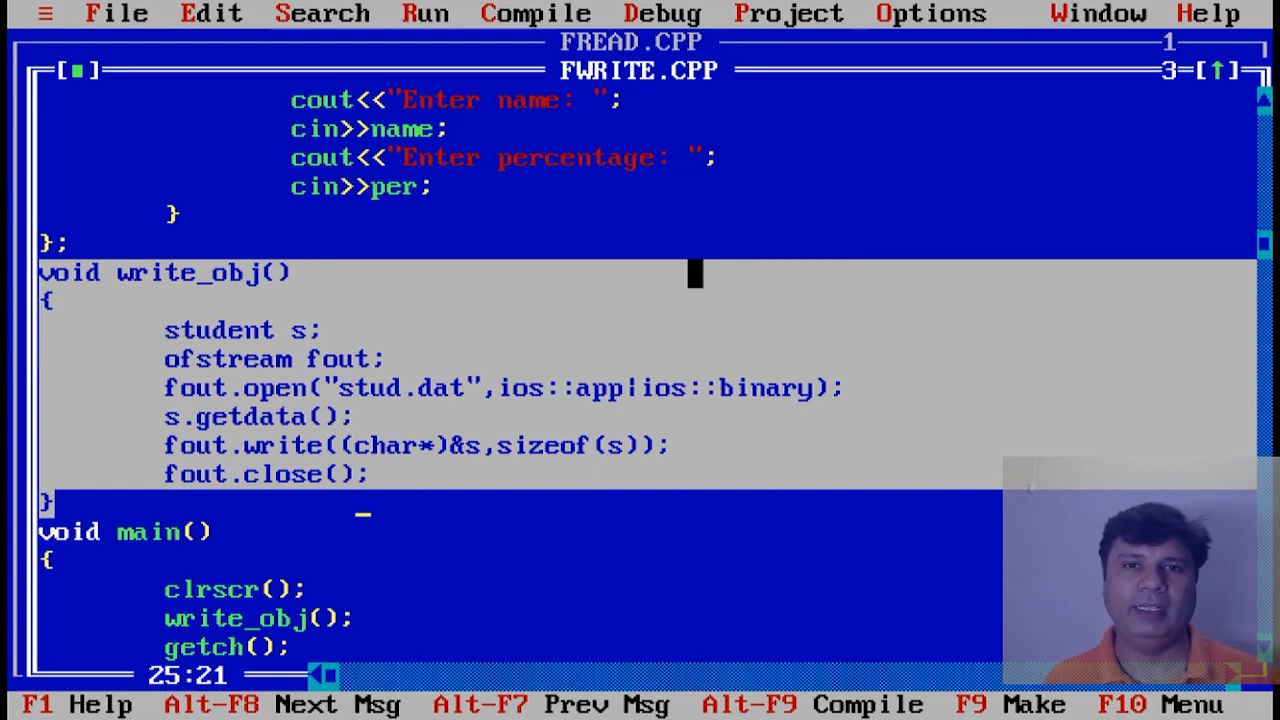 ≡ File Edit Search Run Compile Debug Project Options Window Help
FREAD.CPP 1
[■] FWRITE.CPP 3=[↑]
cout<<"Enter name: ";
cin>>name;
cout<<"Enter percentage: ";
cin>>per;
}
};
void write_obj()
{
student s;
ofstream fout;
fout.open("stud.dat",ios::app|ios::binary);
s.getdata();
fout.write((char*)&s,sizeof(s));
fout.close();
}
void main()
{
clrscr();
write_obj();
getch();
25:21
F1 Help Alt-F8 Next Msg Alt-F7 Prev Msg Alt-F9 Compile F9 Make F10 Menu